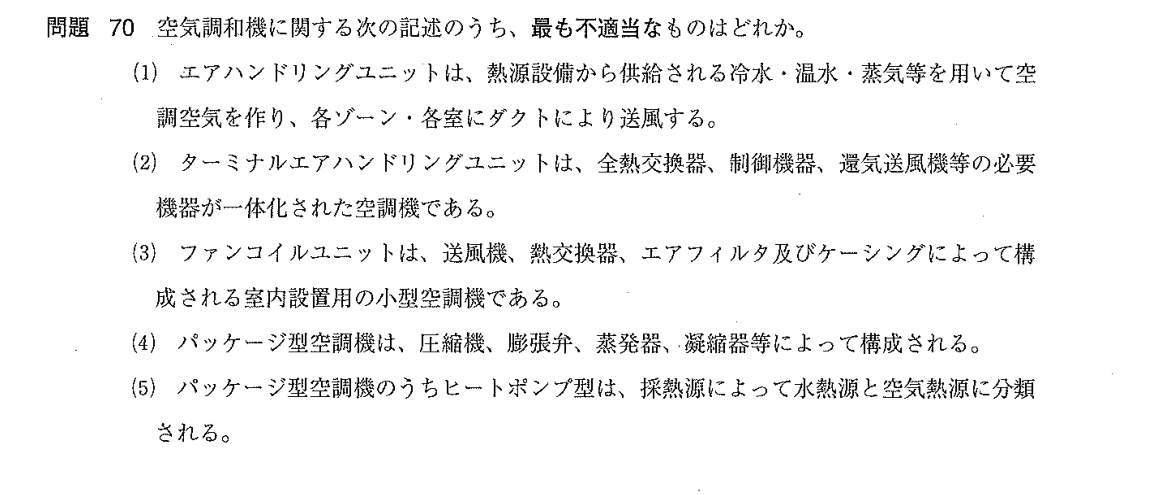 問題 70 空気調和機に関する次の記述のうち、最も不適当なものはどれか。
(1) エアハンドリングユニットは、熱源設備から供給される冷水・温水・蒸気等を用いて空
調空気を作り、各ゾーン・各室にダクトにより送風する。
(2) ターミナルエアハンドリングユニットは、全熱交換器、制御機器、還気送風機等の必要
機器が一体化された空調機である。
(3) ファンコイルユニットは、送風機、熱交換器、エアフィルタ及びケーシングによって構
成される室内設置用の小型空調機である。
(4) パッケージ型空調機は、圧縮機、膨張弁、蒸発器、凝縮器等によって構成される。
(5) パッケージ型空調機のうちヒートポンプ型は、採熱源によって水熱源と空気熱源に分類
される。